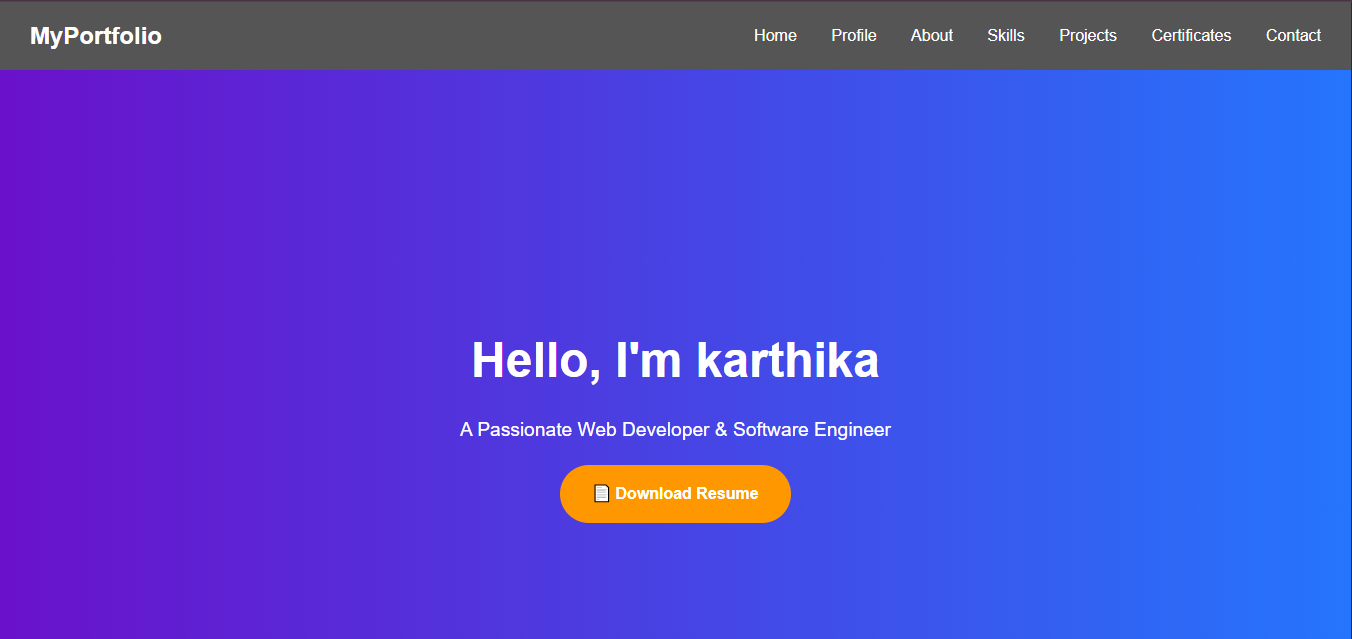 MyPortfolio
Home Profile About Skills Projects Certificates Contact
Hello, I'm karthika
A Passionate Web Developer & Software Engineer
📄 Download Resume